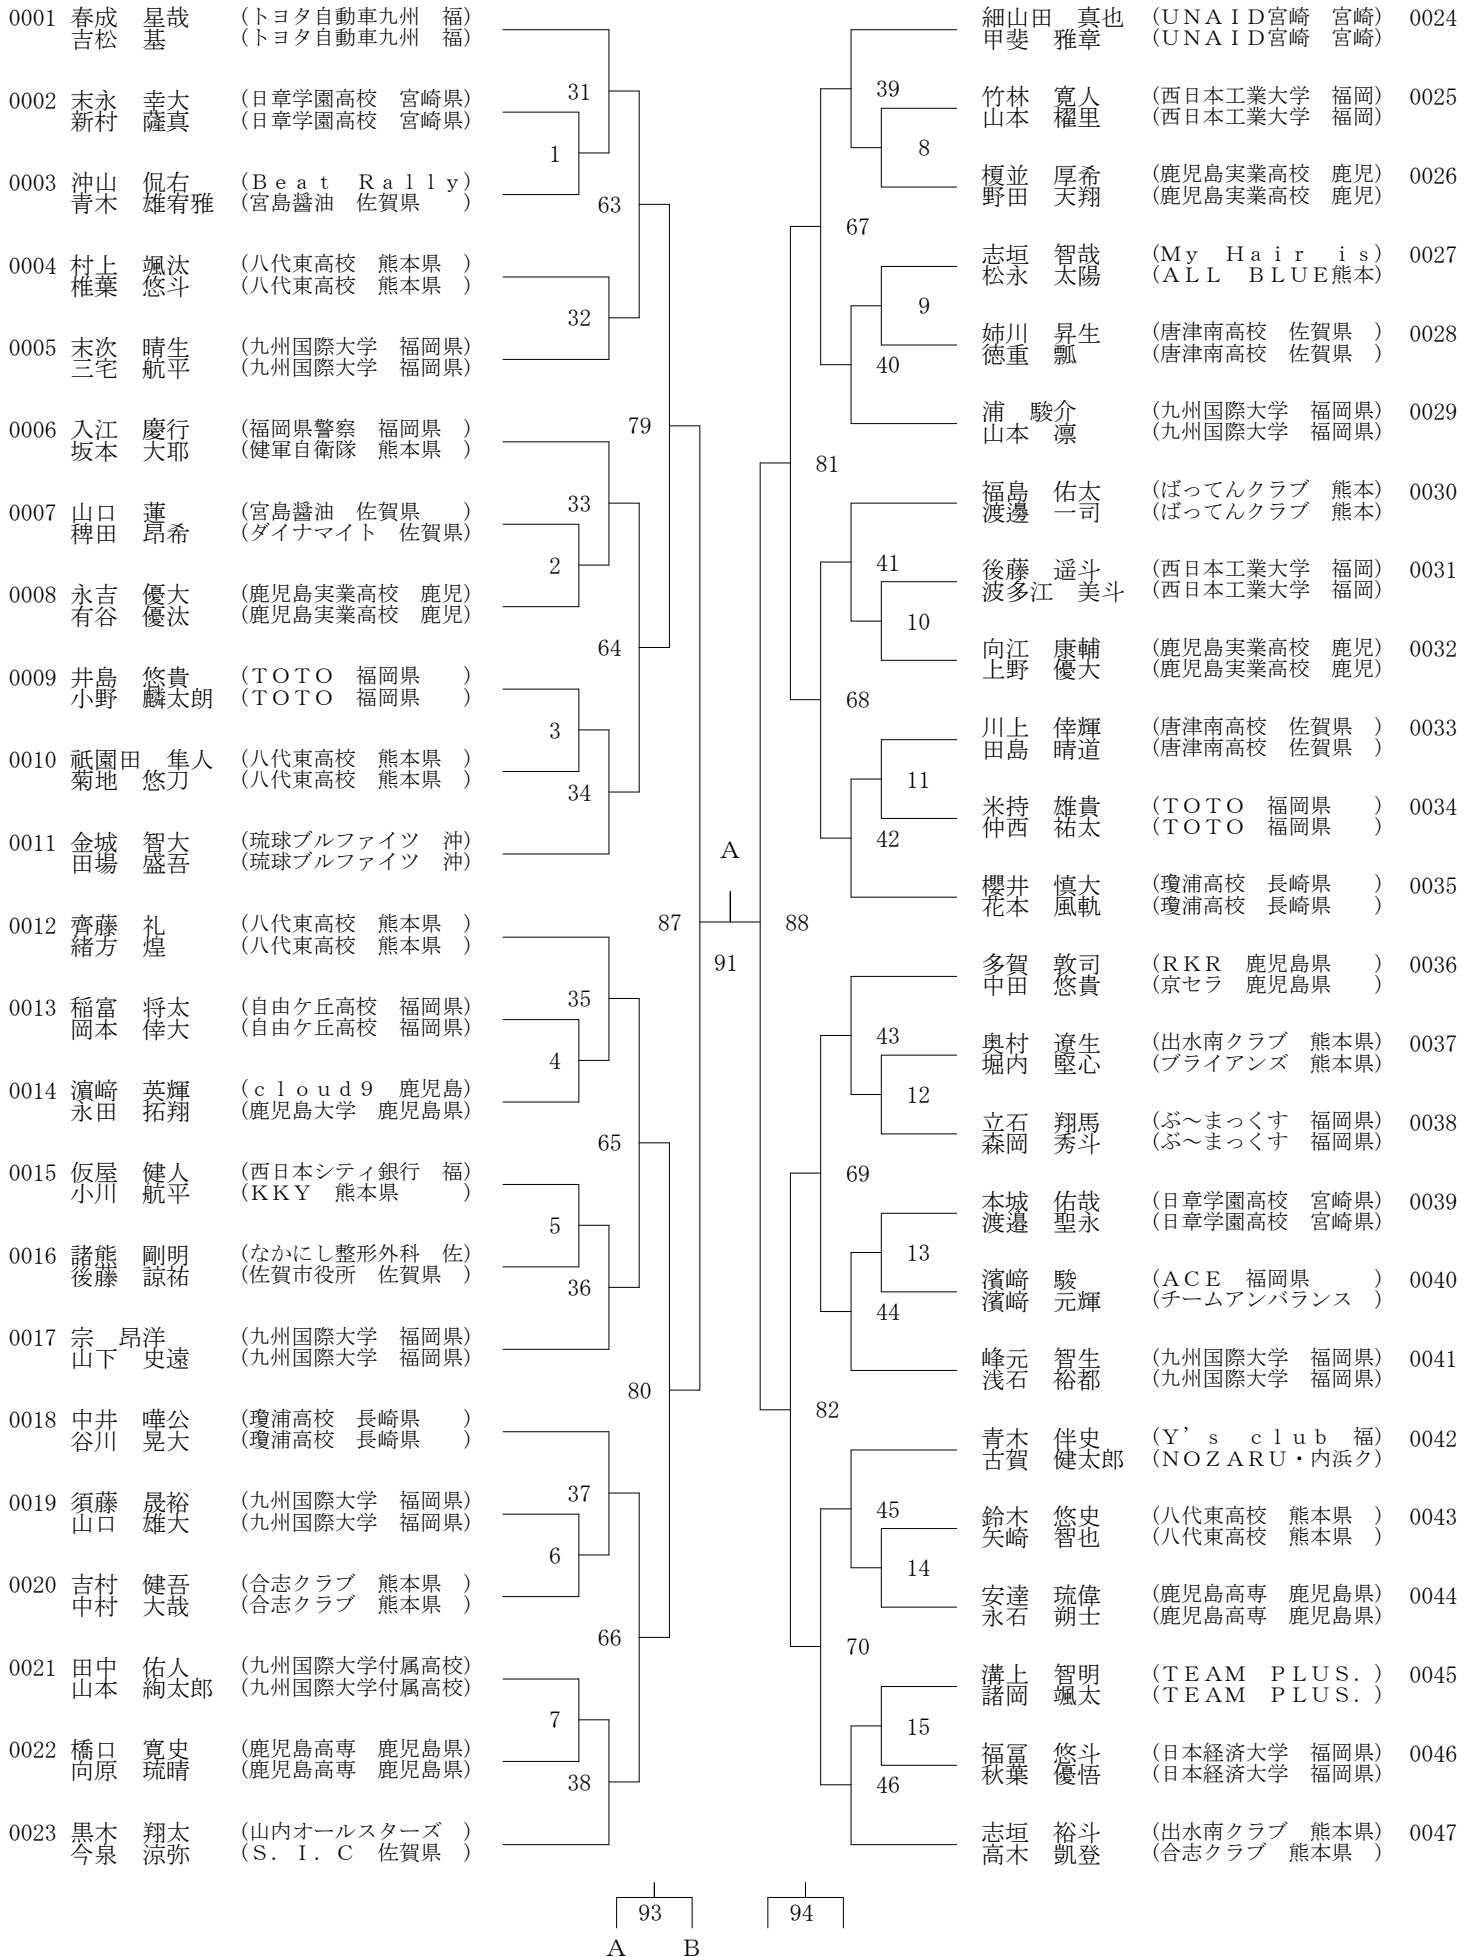 0001 春成　星哉　(トヨタ自動車九州　福)
吉松　基　(トヨタ自動車九州　福)
0002 末永　幸大　(日章学園高校　宮崎県)
新村　薩真　(日章学園高校　宮崎県)
0003 沖山　侃右　(Ｂｅａｔ　Ｒａｌｌｙ)
青木　雄宥雅　(宮島醤油　佐賀県　　)
0004 村上　颯汰　(八代東高校　熊本県　)
椎葉　悠斗　(八代東高校　熊本県　)
0005 末次　晴生　(九州国際大学　福岡県)
三宅　航平　(九州国際大学　福岡県)
0006 入江　慶行　(福岡県警察　福岡県　)
坂本　大耶　(健軍自衛隊　熊本県　)
0007 山口　蓮　(宮島醤油　佐賀県　　)
稗田　昂希　(ダイナマイト　佐賀県)
0008 永吉　優大　(鹿児島実業高校　鹿児)
有谷　優汰　(鹿児島実業高校　鹿児)
0009 井島　悠貴　(ＴＯＴＯ　福岡県　　)
小野　麟太朗　(ＴＯＴＯ　福岡県　　)
0010 祇園田　隼人　(八代東高校　熊本県　)
菊地　悠刀　(八代東高校　熊本県　)
0011 金城　智大　(琉球ブルファイツ　沖)
田場　盛吾　(琉球ブルファイツ　沖)
0012 齊藤　礼　(八代東高校　熊本県　)
緒方　煌　(八代東高校　熊本県　)
0013 稲富　将太　(自由ケ丘高校　福岡県)
岡本　倖大　(自由ケ丘高校　福岡県)
0014 濵﨑　英輝　(ｃｌｏｕｄ９　鹿児島)
永田　拓翔　(鹿児島大学　鹿児島県)
0015 仮屋　健人　(西日本シティ銀行　福)
小川　航平　(ＫＫＹ　熊本県　　　)
0016 諸熊　剛明　(なかにし整形外科　佐)
後藤　諒祐　(佐賀市役所　佐賀県　)
0017 宗　昂洋　(九州国際大学　福岡県)
山下　史遠　(九州国際大学　福岡県)
0018 中井　嘩公　(瓊浦高校　長崎県　　)
谷川　晃大　(瓊浦高校　長崎県　　)
0019 須藤　晟裕　(九州国際大学　福岡県)
山口　雄大　(九州国際大学　福岡県)
0020 吉村　健吾　(合志クラブ　熊本県　)
中村　大哉　(合志クラブ　熊本県　)
0021 田中　佑人　(九州国際大学付属高校)
山本　絢太郎　(九州国際大学付属高校)
0022 橋口　寛史　(鹿児島高専　鹿児島県)
向原　琉晴　(鹿児島高専　鹿児島県)
0023 黒木　翔太　(山内オールスターズ　)
今泉　涼弥　(Ｓ．Ｉ．Ｃ　佐賀県　)
31
1
63
32
79
33
2
64
3
34
87
35
4
65
5
36
80
37
6
66
7
38
A
91
88
39
8
67
9
40
81
41
10
68
11
42
43
12
69
13
44
82
45
14
70
15
46
細山田　真也　(ＵＮＡＩＤ宮崎　宮崎) 0024
甲斐　雅章　(ＵＮＡＩＤ宮崎　宮崎)
竹林　寛人　(西日本工業大学　福岡) 0025
山本　櫂里　(西日本工業大学　福岡)
榎並　厚希　(鹿児島実業高校　鹿児) 0026
野田　天翔　(鹿児島実業高校　鹿児)
志垣　智哉　(Ｍｙ　Ｈａｉｒ　ｉｓ) 0027
松永　太陽　(ＡＬＬ　ＢＬＵＥ熊本)
姉川　昇生　(唐津南高校　佐賀県　) 0028
徳重　瓢　(唐津南高校　佐賀県　)
浦　駿介　(九州国際大学　福岡県) 0029
山本　凛　(九州国際大学　福岡県)
福島　佑太　(ばってんクラブ　熊本) 0030
渡邊　一司　(ばってんクラブ　熊本)
後藤　遥斗　(西日本工業大学　福岡) 0031
波多江　美斗　(西日本工業大学　福岡)
向江　康輔　(鹿児島実業高校　鹿児) 0032
上野　優大　(鹿児島実業高校　鹿児)
川上　倖輝　(唐津南高校　佐賀県　) 0033
田島　晴道　(唐津南高校　佐賀県　)
米持　雄貴　(ＴＯＴＯ　福岡県　　) 0034
仲西　祐太　(ＴＯＴＯ　福岡県　　)
櫻井　慎大　(瓊浦高校　長崎県　　) 0035
花本　風軌　(瓊浦高校　長崎県　　)
多賀　敦司　(ＲＫＲ　鹿児島県　　) 0036
中田　悠貴　(京セラ　鹿児島県　　)
奥村　遼生　(出水南クラブ　熊本県) 0037
堀内　堅心　(ブライアンズ　熊本県)
立石　翔馬　(ぶ～まっくす　福岡県) 0038
森岡　秀斗　(ぶ～まっくす　福岡県)
本城　佑哉　(日章学園高校　宮崎県) 0039
渡邉　聖永　(日章学園高校　宮崎県)
濱﨑　駿　(ＡＣＥ　福岡県　　　) 0040
濱﨑　元輝　(チームアンバランス　)
峰元　智生　(九州国際大学　福岡県) 0041
浅石　裕都　(九州国際大学　福岡県)
青木　伴史　(Ｙ’ｓ　ｃｌｕｂ　福) 0042
古賀　健太郎　(ＮＯＺＡＲＵ・内浜ク)
鈴木　悠史　(八代東高校　熊本県　) 0043
矢崎　智也　(八代東高校　熊本県　)
安達　琉偉　(鹿児島高専　鹿児島県) 0044
永石　朔士　(鹿児島高専　鹿児島県)
溝上　智明　(ＴＥＡＭ　ＰＬＵＳ．) 0045
諸岡　颯太　(ＴＥＡＭ　ＰＬＵＳ．)
福冨　悠斗　(日本経済大学　福岡県) 0046
秋葉　優悟　(日本経済大学　福岡県)
志垣　裕斗　(出水南クラブ　熊本県) 0047
高木　凱登　(合志クラブ　熊本県　)
93
A　B
94